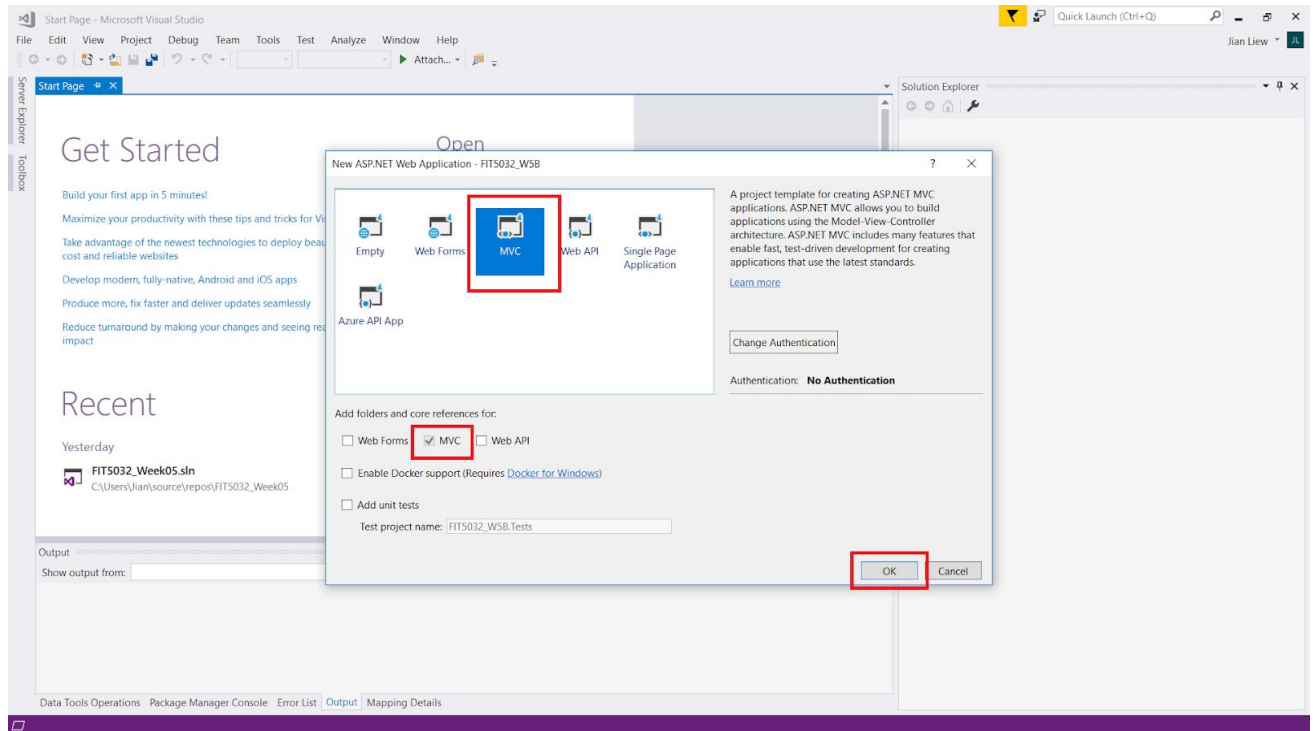 Start Page - Microsoft Visual Studio
Quick Launch (Ctrl+Q)
File Edit View Project Debug Team Tools Test Analyze Window Help
Jian Liew
JL
Attach...
Server Explorer
Toolbox
Start Page
Solution Explorer
Get Started
Open
Build your first app in 5 minutes!
Maximize your productivity with these tips and tricks for
Take advantage of the newest technologies to deploy
cost and reliable websites
Develop modern, fully-native, Android and iOS apps
Produce more, fix faster and deliver updates seamlessly
Reduce turnaround by making your changes and seeing
impact
Recent
Yesterday
FIT5032_Week05.sln
C:\Users\Jian\source\repos\FIT5032_Week05
New ASP.NET Web Application - FIT5032_W5B
?
Empty
Web Forms
MVC
Web API
Single Page
Application
Azure API App
A project template for creating ASP.NET MVC
applications. ASP.NET MVC allows you to build
applications using the Model-View-Controller
architecture. ASP.NET MVC includes many features that
enable fast, test-driven development for creating
applications that use the latest standards.
Learn more
Change Authentication
Authentication: No Authentication
Add folders and core references for:
Web Forms MVC Web API
Enable Docker support (Requires Docker for Windows)
Add unit tests
Test project name: FIT5032_W5B.Tests
OK Cancel
Output
Show output from:
Data Tools Operations Package Manager Console Error List Output Mapping Details